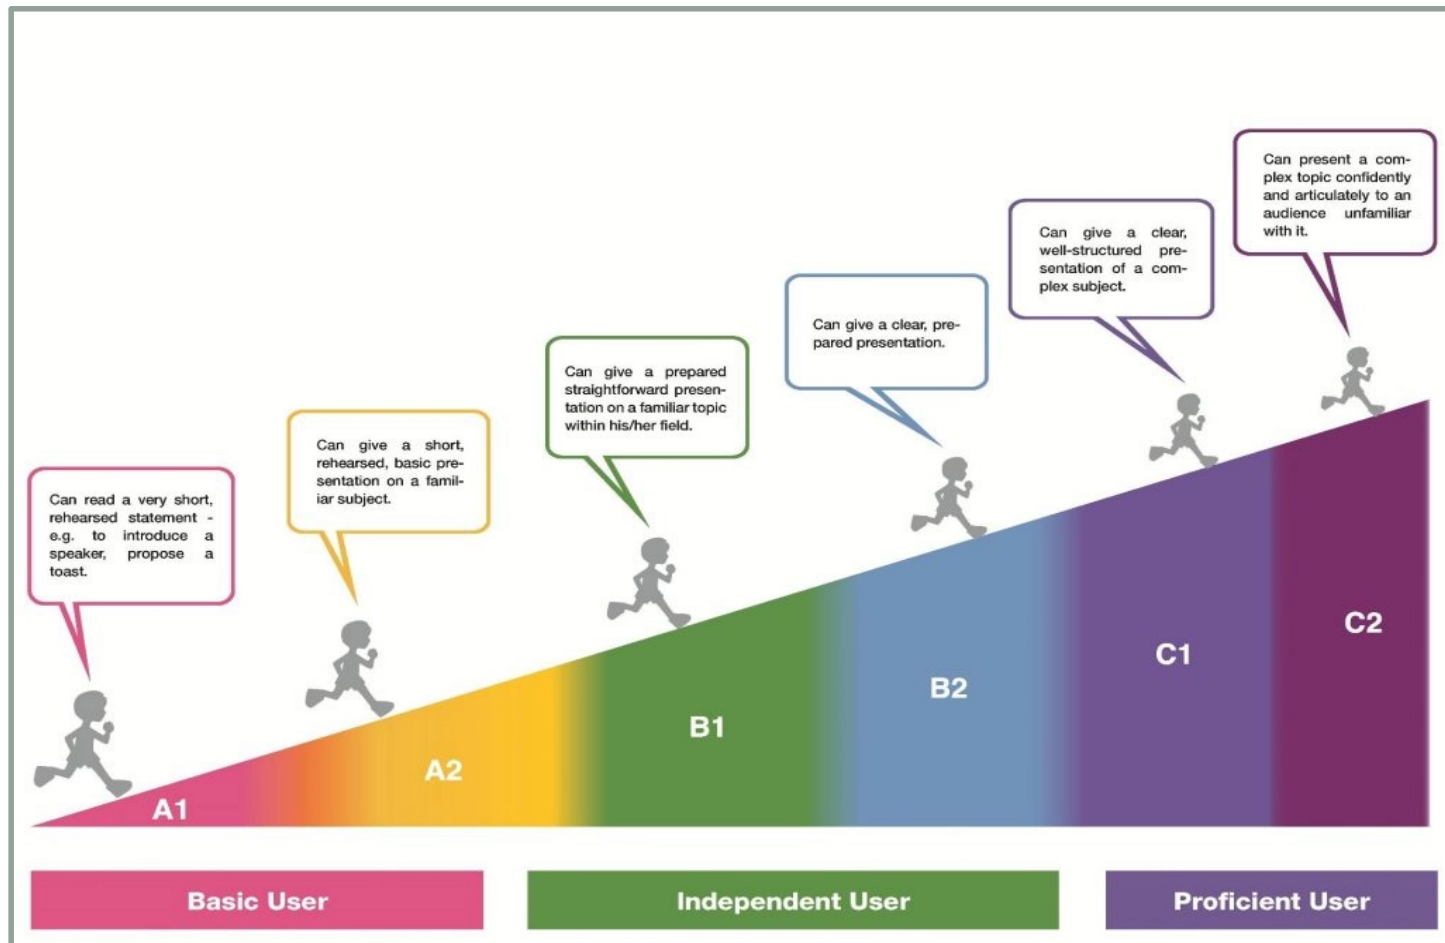 Can read a very short,
rehearsed statement -
e.g. to introduce a
speaker, propose a
toast.
Can give a short,
rehearsed, basic pre-
sentation on a famil-
iar subject.
Can give a prepared
straightforward presen-
tation on a familiar topic
within his/her field.
Can give a clear, pre-
pared presentation.
Can give a clear,
well-structured pre-
sentation of a com-
plex subject.
Can present a com-
plex topic confidently
and articulately to an
audience unfamiliar
with it.
A1
A2
B1
B2
C1
C2
Basic User
Independent User
Proficient User